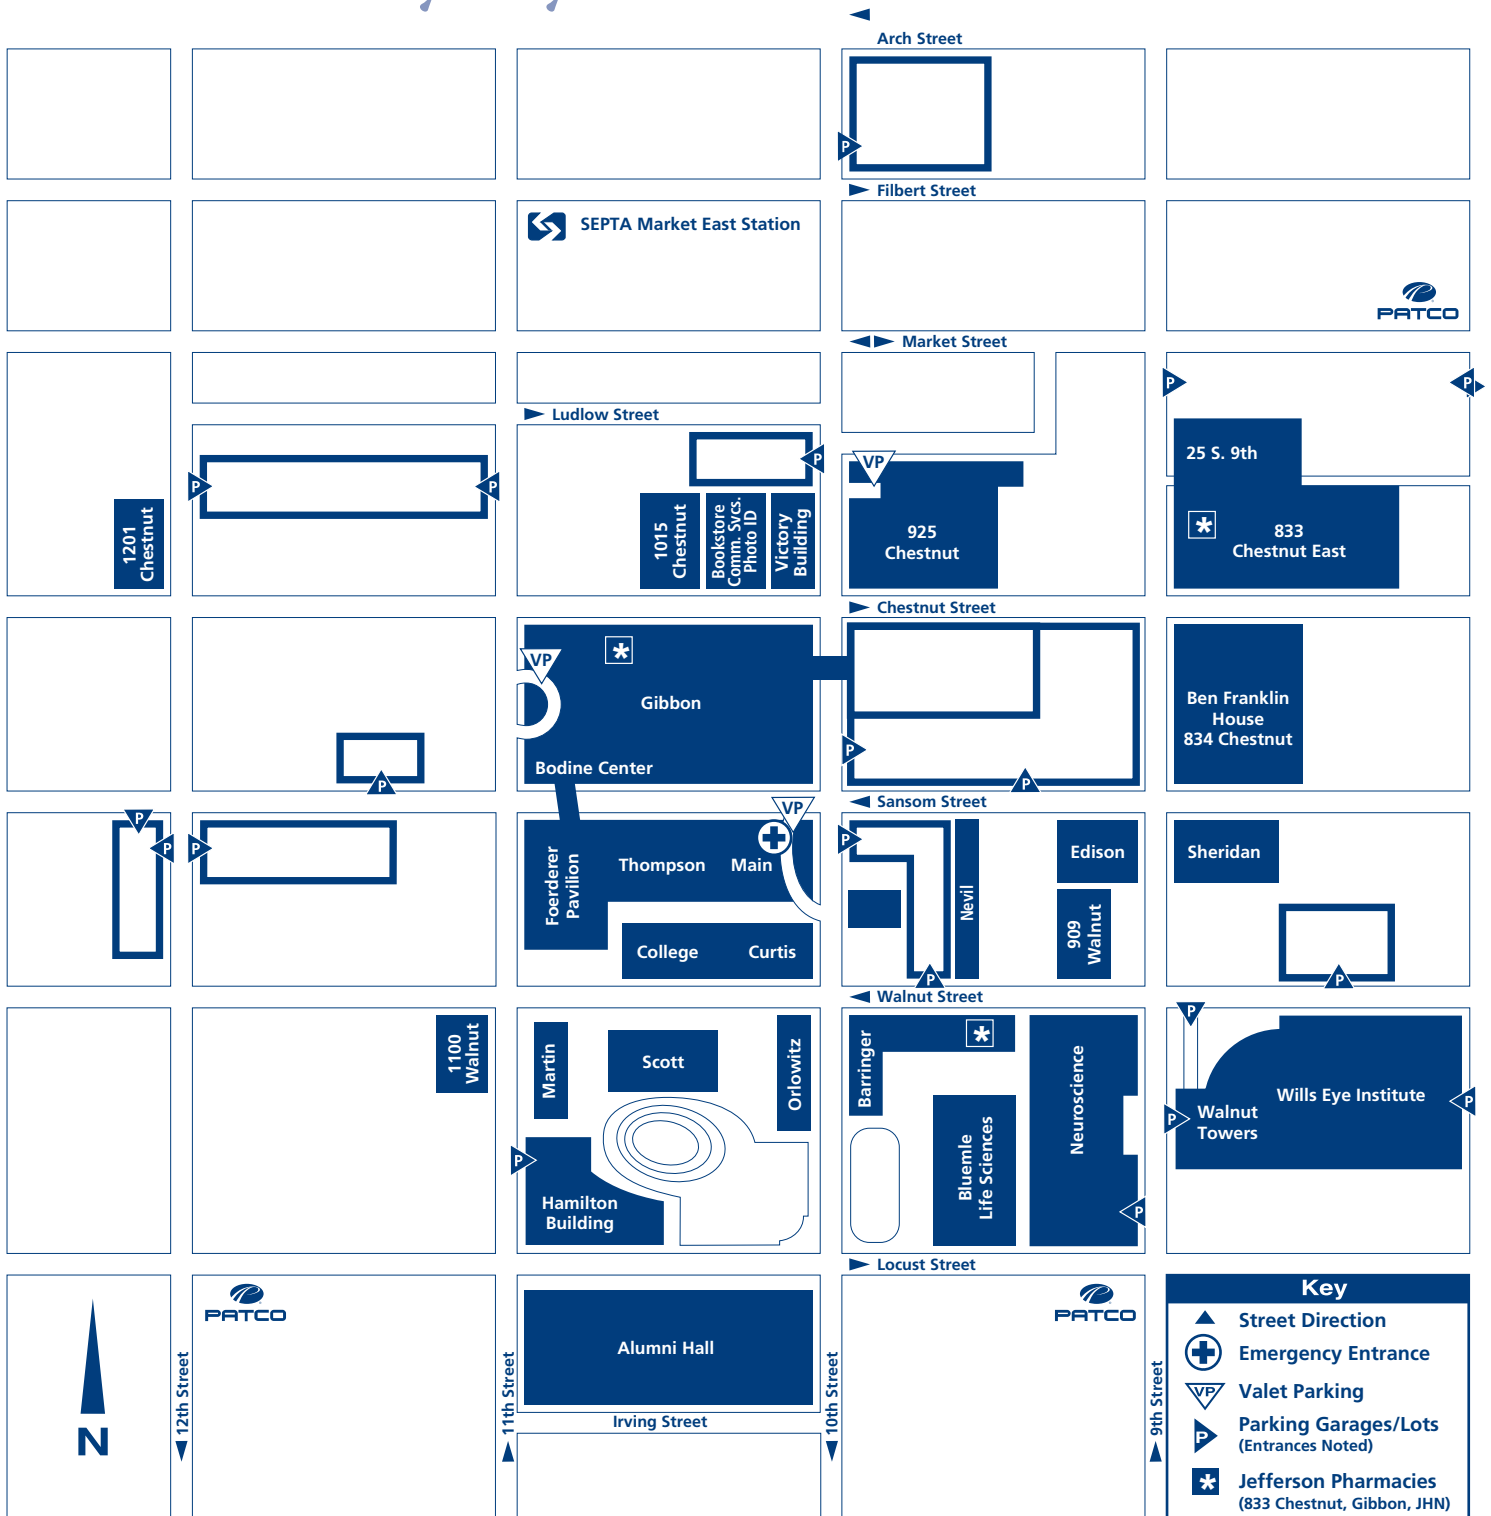 Arch Street
P
Filbert Street
SEPTA Market East Station
PATCO
Market Street
P
P
Ludlow Street
P
P
P
VP
25 S. 9th
1201
Chestnut
1015
Chestnut
Bookstore
Comm. Svcs.
Photo ID
Victory
Building
925
Chestnut
*
833
Chestnut East
Chestnut Street
VP
*
Gibbon
Bodine Center
P
P
P
Ben Franklin
House
834 Chestnut
Sansom Street
P
P
P
VP
Foerderer
Pavilion
Thompson
Main
College
Curtis
P
Nevil
Edison
909
Walnut
Sheridan
P
P
Walnut Street
1100
Walnut
Martin
Scott
Orlowitz
Barringer
*
Neuroscience
Bluemle
Life Sciences
P
Walnut
Towers
P
Wills Eye Institute
P
P
Hamilton
Building
P
Locust Street
PATCO
PATCO
Alumni Hall
Irving Street
N
12th Street
11th Street
10th Street
9th Street
Key
Street Direction
Emergency Entrance
VP Valet Parking
P Parking Garages/Lots
(Entrances Noted)
* Jefferson Pharmacies
(833 Chestnut, Gibbon, JHN)